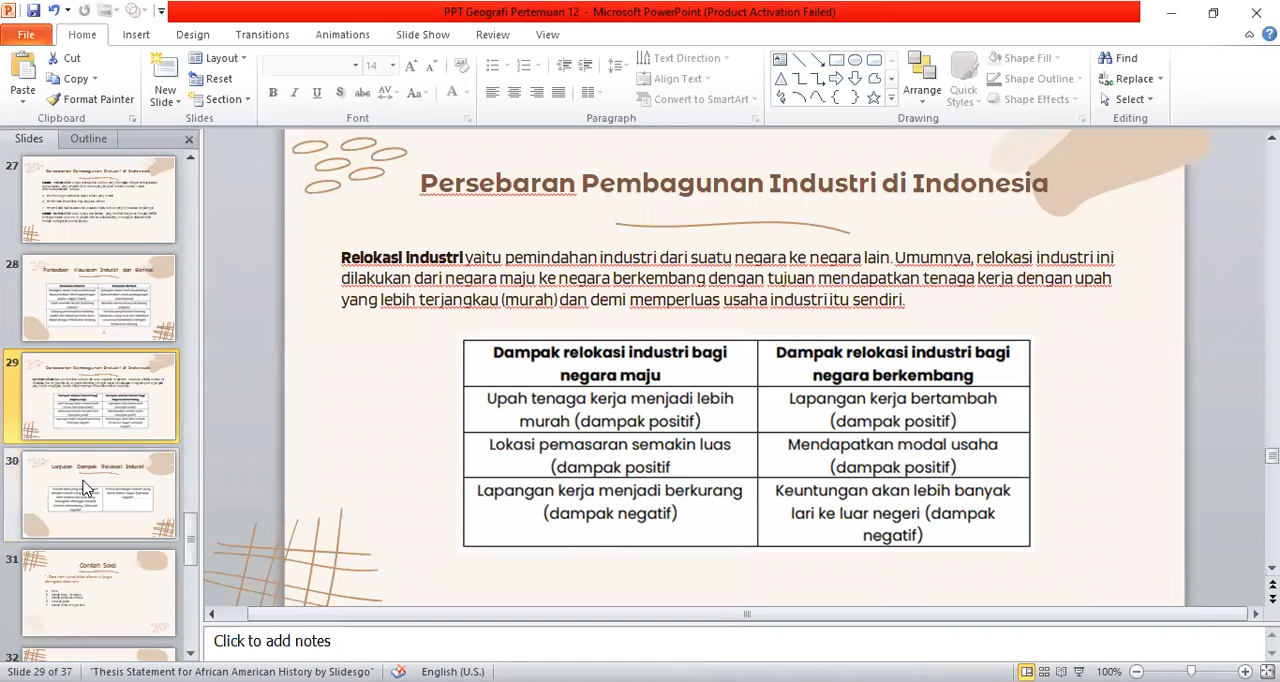 PPT Geografi Pertemuan 12 - Microsoft PowerPoint (Product Activation Failed)
File Home Insert Design Transitions Animations Slide Show Review View
Paste
Cut
Copy
Format Painter
Clipboard
New Slide
Layout
Reset
Section
Slides
14
Font
Text Direction
Align Text
Convert to SmartArt
Paragraph
Arrange
Quick Styles
Shape Fill
Shape Outline
Shape Effects
Drawing
Find
Replace
Select
Editing
Slides Outline
27
28
29
30
Lanjutan Dampak Relokasi Industri
31
Contoh Soal
32
Persebaran Pembagunan Industri di Indonesia
Relokasi Industri yaitu pemindahan industri dari suatu negara ke negara lain. Umumnya, relokasi industri ini
dilakukan dari negara maju ke negara berkembang dengan tujuan mendapatkan tenaga kerja dengan upah
yang lebih terjangkau (murah) dan demi memperluas usaha industri itu sendiri.
Dampak relokasi industri bagi
negara maju
Dampak relokasi industri bagi
negara berkembang
Upah tenaga kerja menjadi lebih
murah (dampak positif)
Lapangan kerja bertambah
(dampak positif)
Lokasi pemasaran semakin luas
(dampak positif
Mendapatkan modal usaha
(dampak positif)
Lapangan kerja menjadi berkurang
(dampak negatif)
Keuntungan akan lebih banyak
lari ke luar negeri (dampak
negatif)
Click to add notes
Slide 29 of 37 "Thesis Statement for African American History by Slidesgo" English (U.S.) 100%